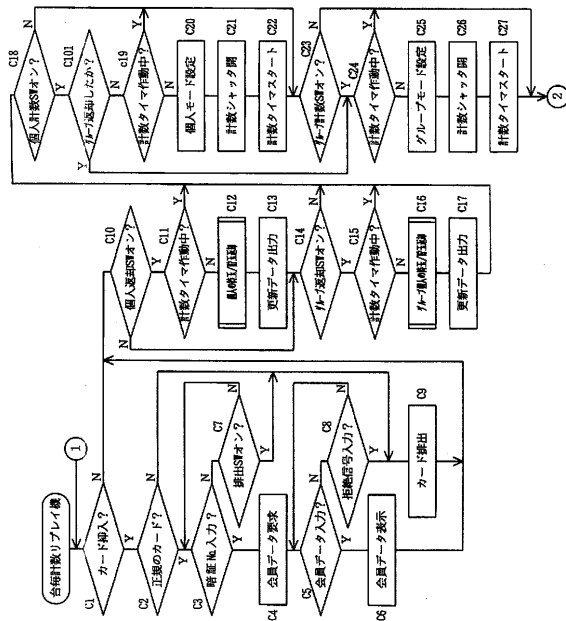 台毎計数リプレイ機
1
C1
カード挿入？
N
Y
C2
正規のカード？
N
Y
C3
暗証No.入力？
N
Y
C7
排出SWオン？
N
Y
C4
会員データ要求
C5
会員データ入力？
N
Y
C8
拒絶信号入力？
N
Y
C6
会員データ表示
C9
カード排出
C10
個人返却SWオン？
N
Y
C11
計数タイマ作動中？
Y
N
C12
C13
更新データ出力
C14
グループ返却SWオン？
N
Y
C15
計数タイマ作動中？
Y
N
C16
C17
更新データ出力
C18
個人計数SWオン？
N
Y
C101
グループ返却したか？
Y
N
C19
計数タイマ作動中？
Y
N
C20
個人モード設定
C21
計数シャッタ開
C22
計数タイマスタート
C23
グループ計数SWオン？
N
Y
C24
計数タイマ作動中？
Y
N
C25
グループモード設定
C26
計数シャッタ開
C27
計数タイマスタート
2